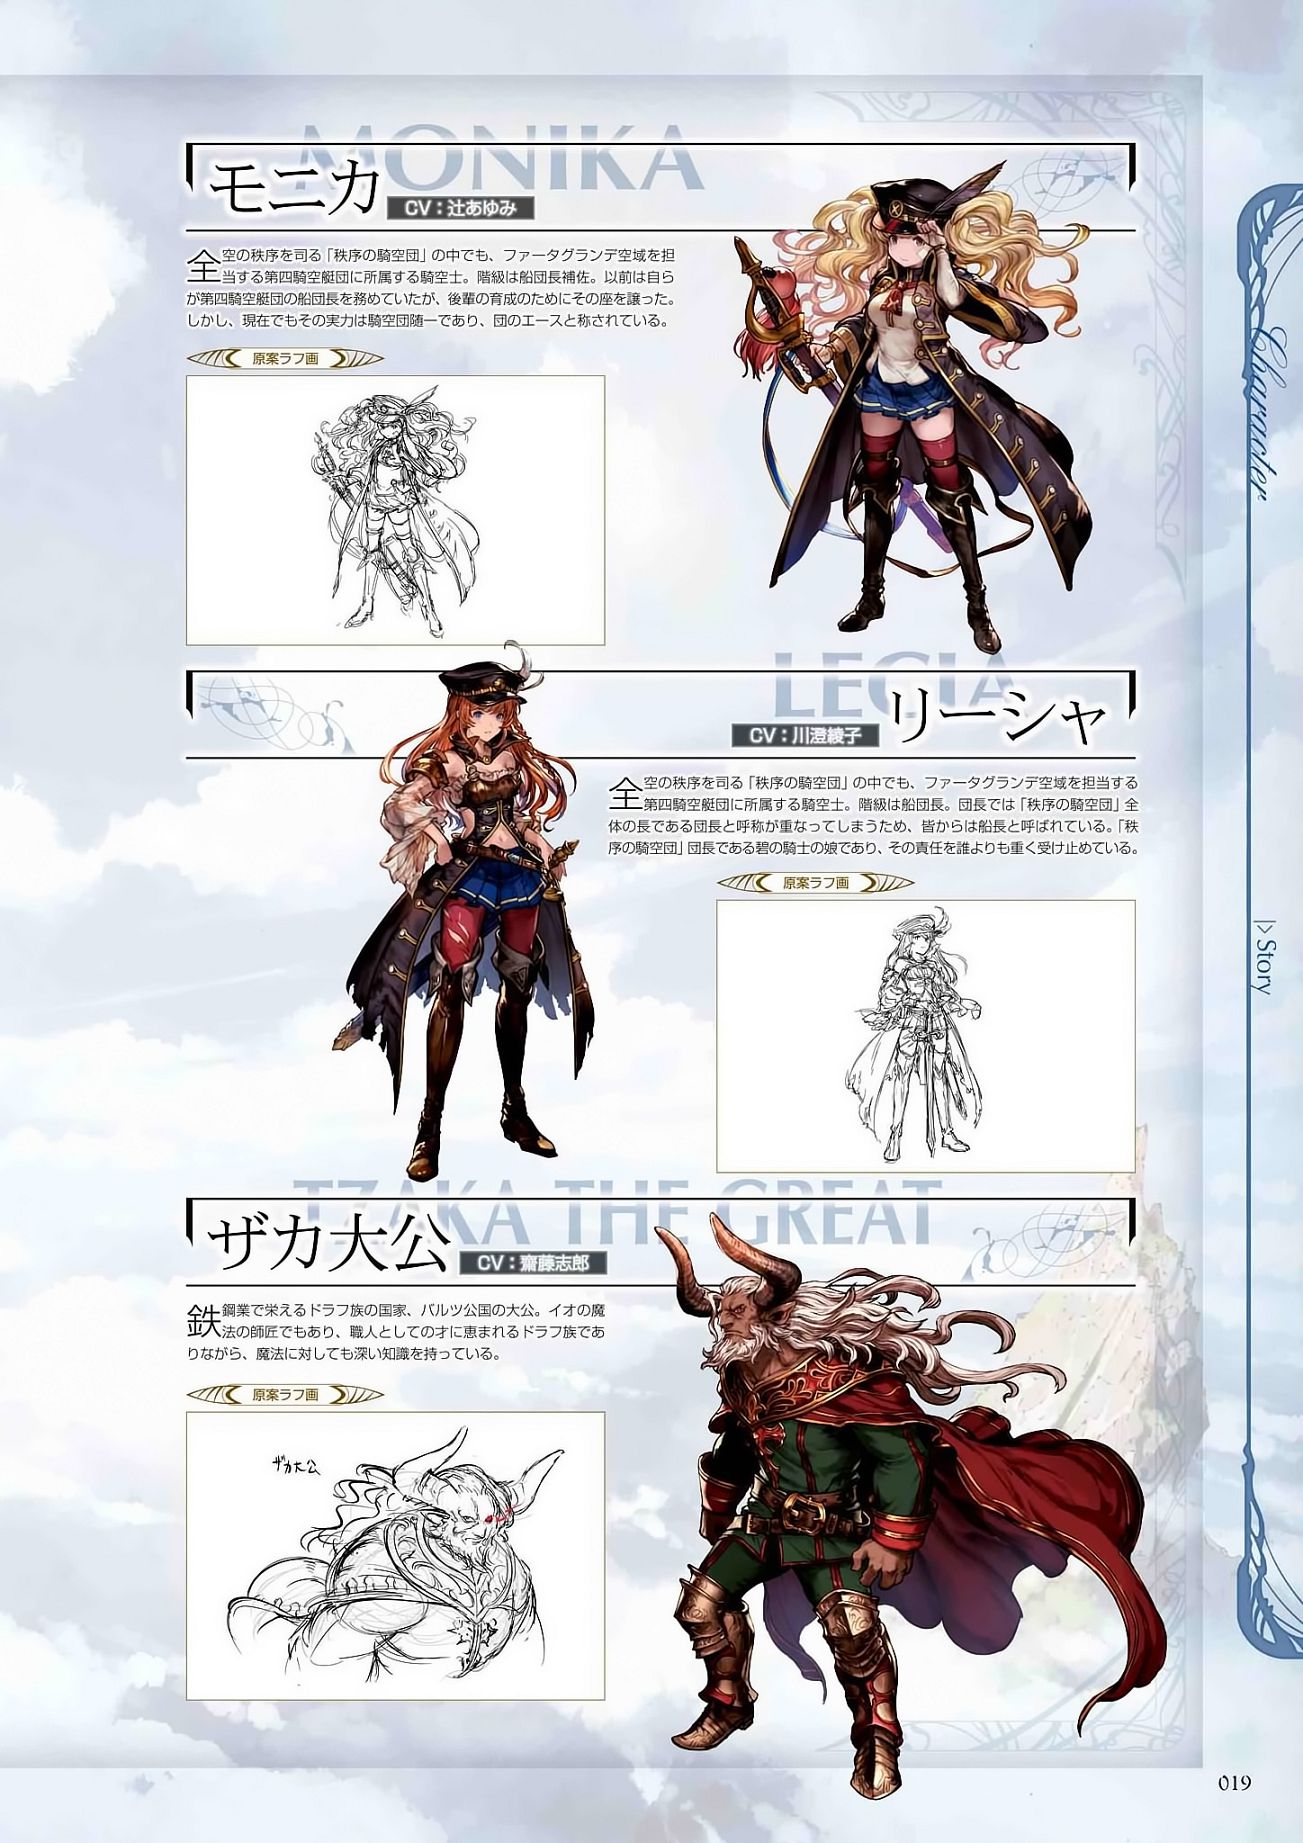 MONIKA
モニカ
CV：辻あゆみ
全空の秩序を司る「秩序の騎空団」の中でも、ファータグランデ空域を担
当する第四騎空艇団に所属する騎空士。階級は船団長補佐。以前は自ら
が第四騎空艇団の船団長を務めていたが、後輩の育成のためにその座を譲った。
しかし、現在でもその実力は騎空団随一であり、団のエースと称されている。
原案ラフ画
LECIA
リーシャ
CV：川澄綾子
全空の秩序を司る「秩序の騎空団」の中でも、ファータグランデ空域を担当する
第四騎空艇団に所属する騎空士。階級は船団長。団長では「秩序の騎空団」全
体の長である団長と呼称が重なってしまうため、皆からは船長と呼ばれている。「秩
序の騎空団」団長である碧の騎士の娘であり、その責任を誰よりも重く受け止めている。
原案ラフ画
TZAKA THE GREAT
ザカ大公
CV：齋藤志郎
鉄鋼業で栄えるドラフ族の国家、バルツ公国の大公。イオの魔
法の師匠でもあり、職人としての才に恵まれるドラフ族であ
りながら、魔法に対しても深い知識を持っている。
原案ラフ画
ザカ大公
Character
Story
019